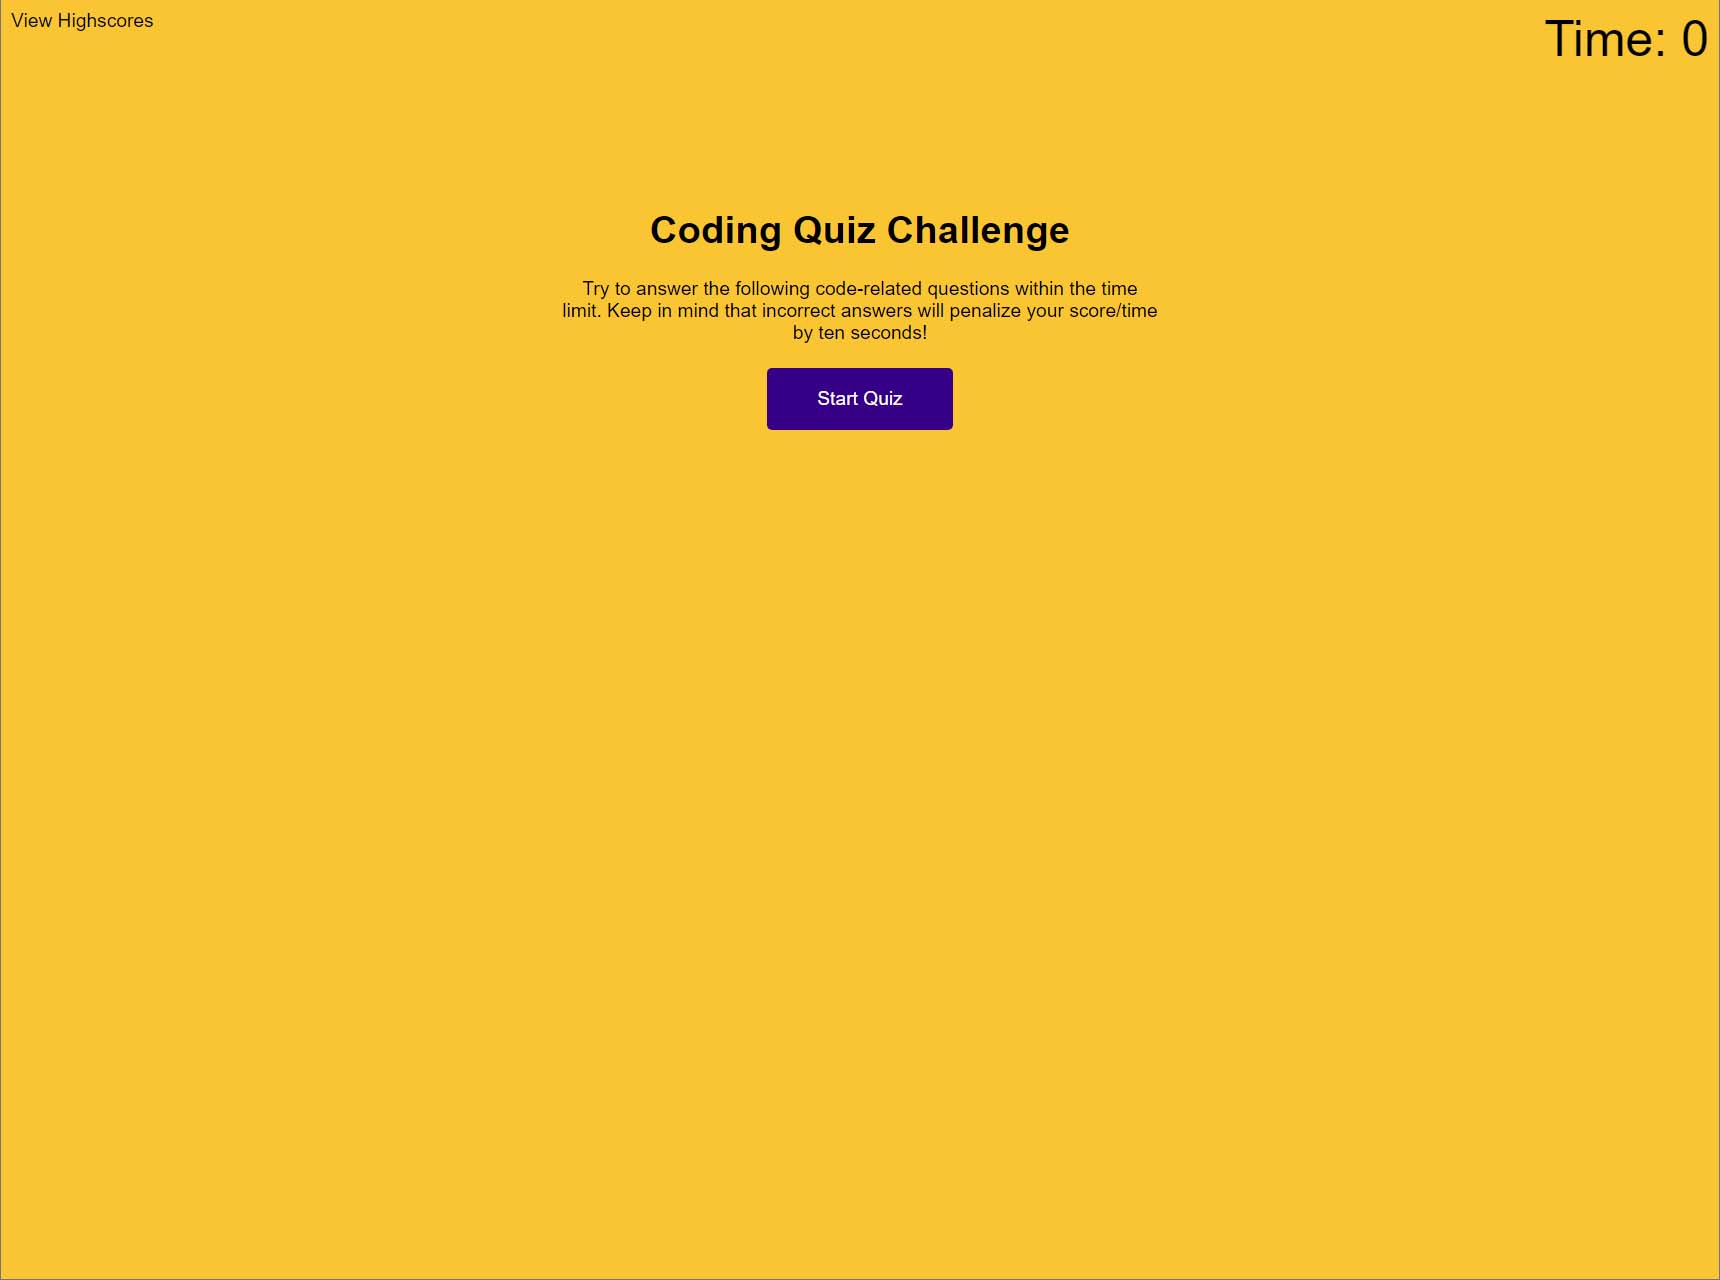 View Highscores
Time: 0
Coding Quiz Challenge
Try to answer the following code-related questions within the time
limit. Keep in mind that incorrect answers will penalize your score/time
by ten seconds!
Start Quiz